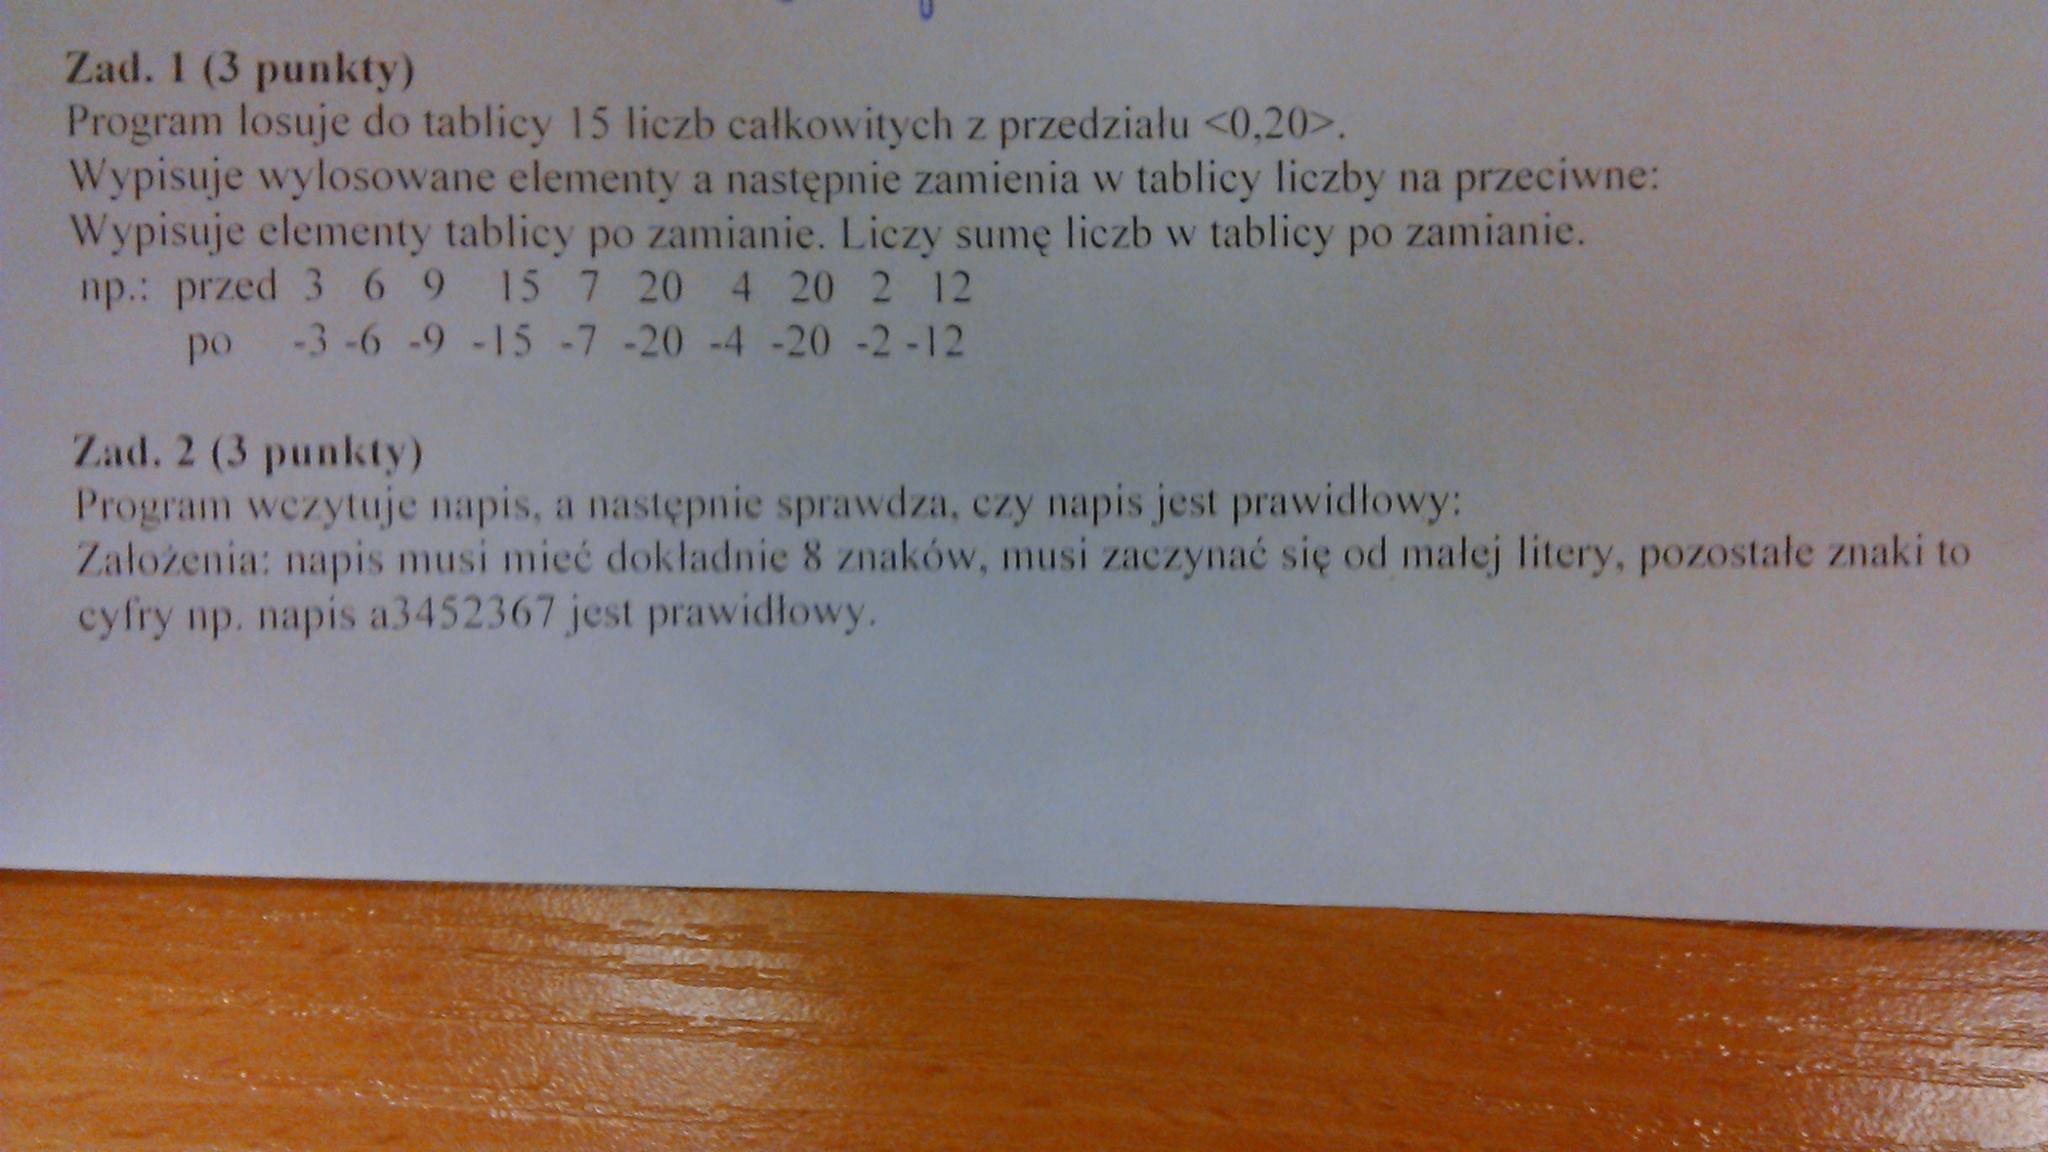 Zad. 1 (3 punkty)
Program losuje do tablicy 15 liczb całkowitych z przedziału <0,20>.
Wypisuje wylosowane elementy a następnie zamienia w tablicy liczby na przeciwne:
Wypisuje elementy tablicy po zamianie. Liczy sumę liczb w tablicy po zamianie.
np.: przed 3 6 9 15 7 20 4 20 2 12
po -3 -6 -9 -15 -7 -20 -4 -20 -2 -12
Zad. 2 (3 punkty)
Program wczytuje napis, a następnie sprawdza, czy napis jest prawidłowy:
Założenia: napis musi mieć dokładnie 8 znaków, musi zaczynać się od małej litery, pozostałe znaki to
cyfry np. napis a3452367 jest prawidłowy.